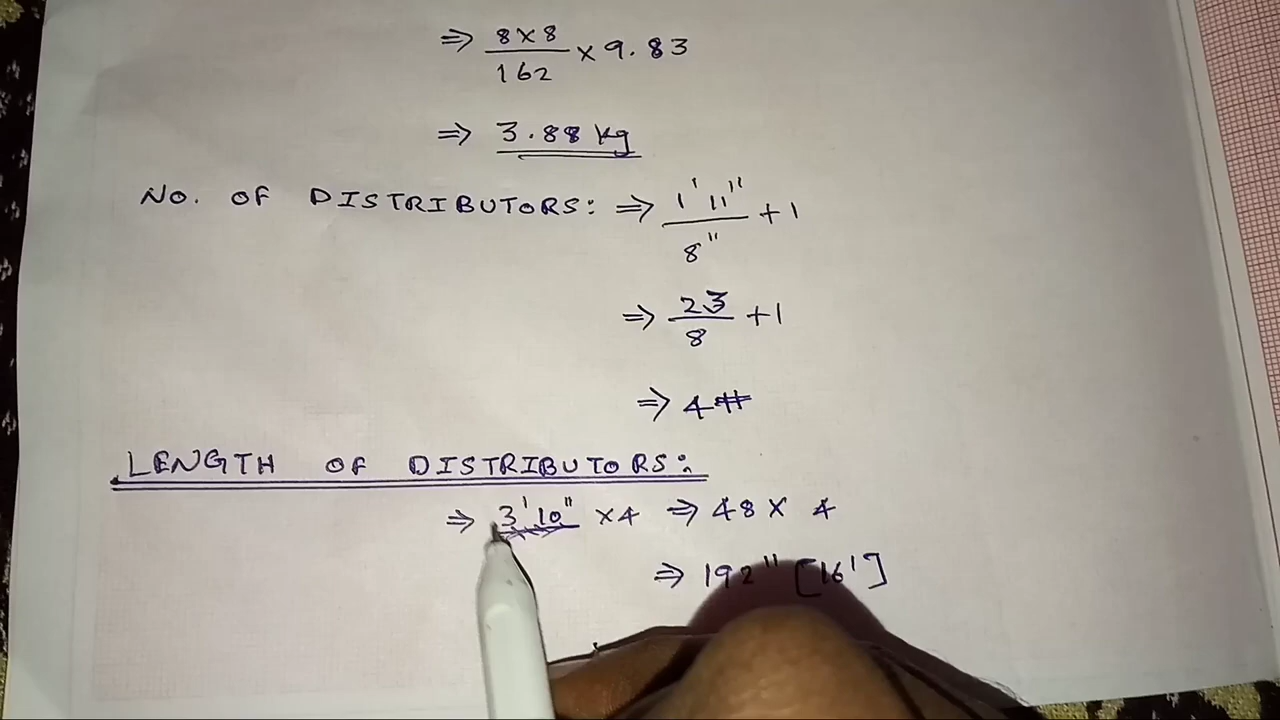 ⇒ 8 × 8 / 162 × 9.83
⇒ 3.88 kg
NO. OF DISTRIBUTORS: ⇒ 1' 11" / 8" + 1
⇒ 23 / 8 + 1
⇒ 4#
LENGTH OF DISTRIBUTORS:
⇒ 3' 10" × 4 ⇒ 48 × 4
⇒ 192" [16']